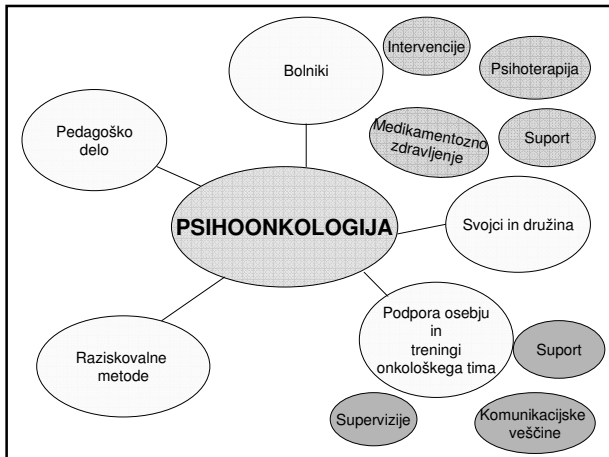 Intervencije
Bolniki
Psihoterapija
Pedagoško
delo
Medikamentozno
zdravljenje
Suport
PSIHOONKOLOGIJA
Svojci in družina
Podpora osebju
in
treningi
onkološkega tima
Raziskovalne
metode
Suport
Supervizije
Komunikacijske
veščine